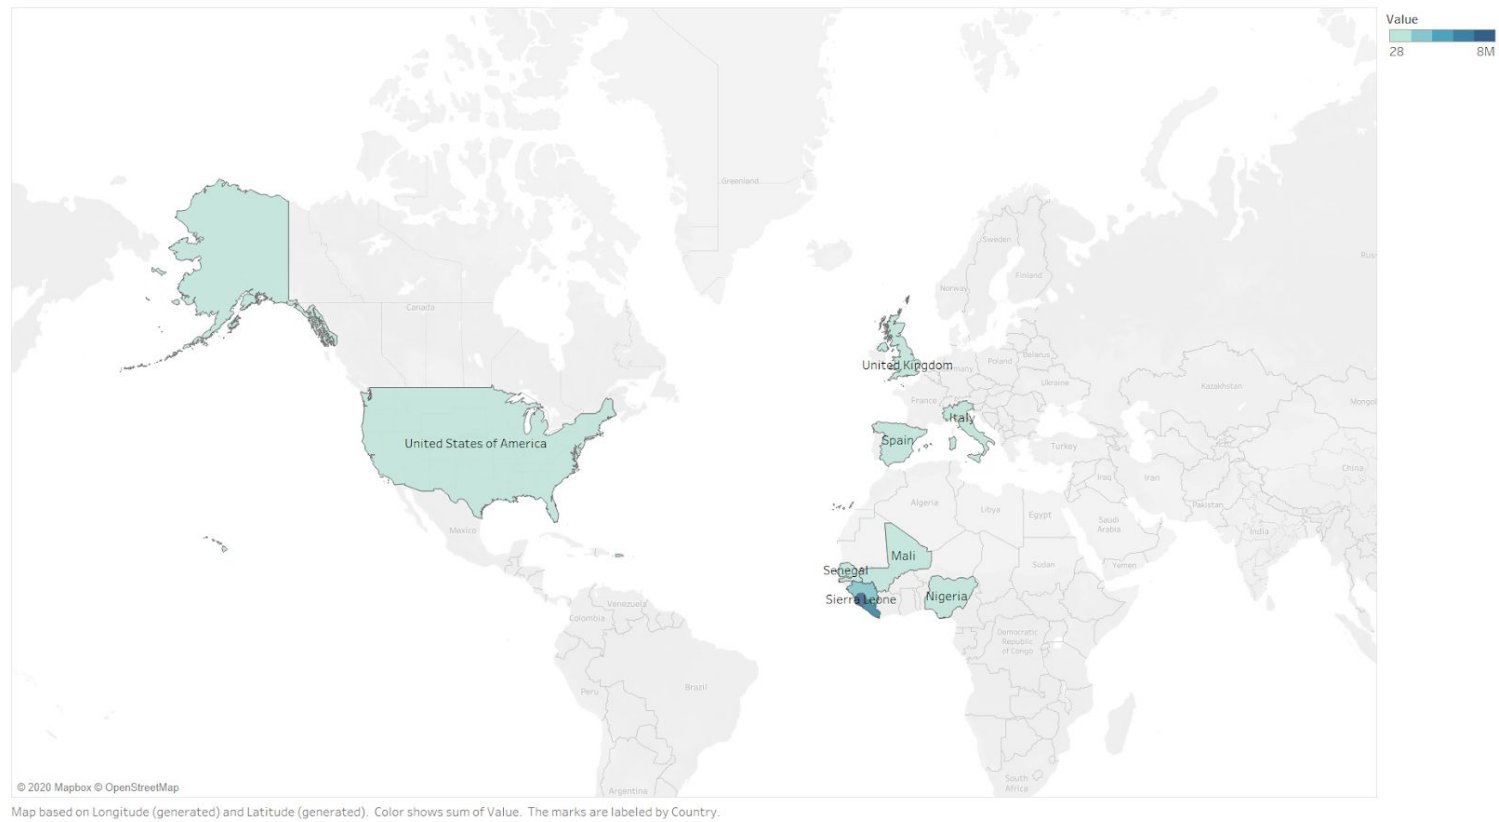 Value
28 8M
Greenland
Sweden
Finland
Russ
Norway
Canada
United Kingdom
many
Poland
Belarus
Ukraine
Kazakhstan
Mongol
France
Italy
United States of America
Spain
Turkey
China
Iraq
Iran
Algeria
Libya
Egypt
Pakistan
Saudi
Arabia
India
Mexico
Mali
Senegal
Sudan
Yemen
Sierra Leone
Nigeria
Venezuela
Colombia
Democratic
Republic
of Congo
Peru
Brazil
South
Africa
Argentina
© 2020 Mapbox © OpenStreetMap
Map based on Longitude (generated) and Latitude (generated). Color shows sum of Value. The marks are labeled by Country.